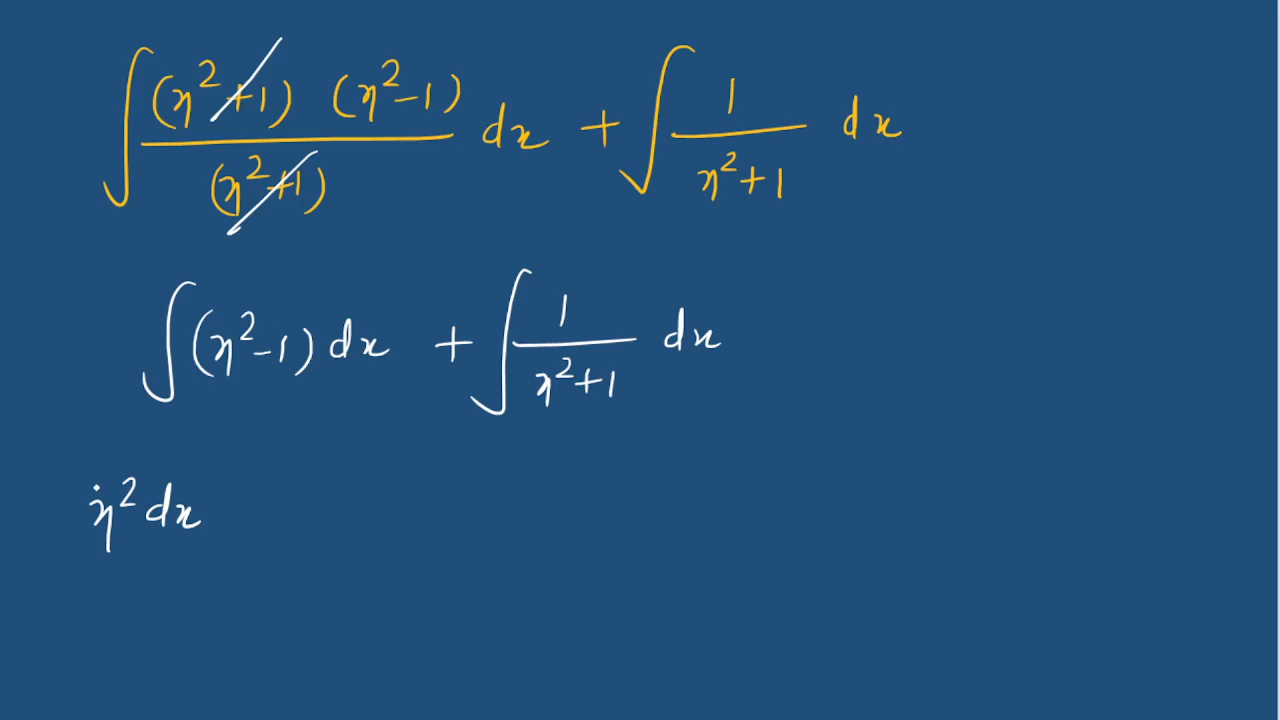 ∫ (x²+1) (x²-1) / (x²+1) dx + ∫ 1 / x²+1 dx
∫ (x²-1) dx + ∫ 1 / x²+1 dx
x² dx